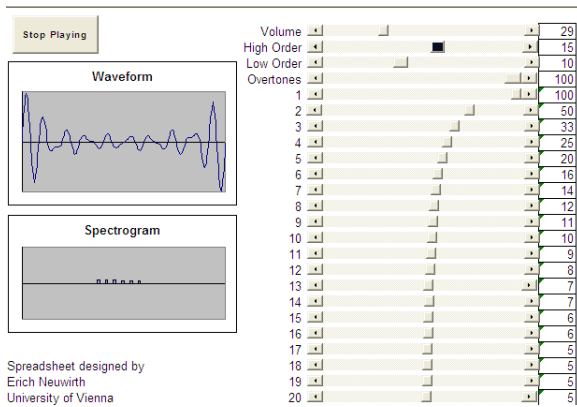 Stop Playing
Waveform
Spectrogram
Spreadsheet designed by
Erich Neuwirth
University of Vienna
Volume 29
High Order 15
Low Order 10
Overtones 100
1 100
2 50
3 33
4 25
5 20
6 16
7 14
8 12
9 11
10 10
11 9
12 8
13 7
14 7
15 6
16 6
17 5
18 5
19 5
20 5